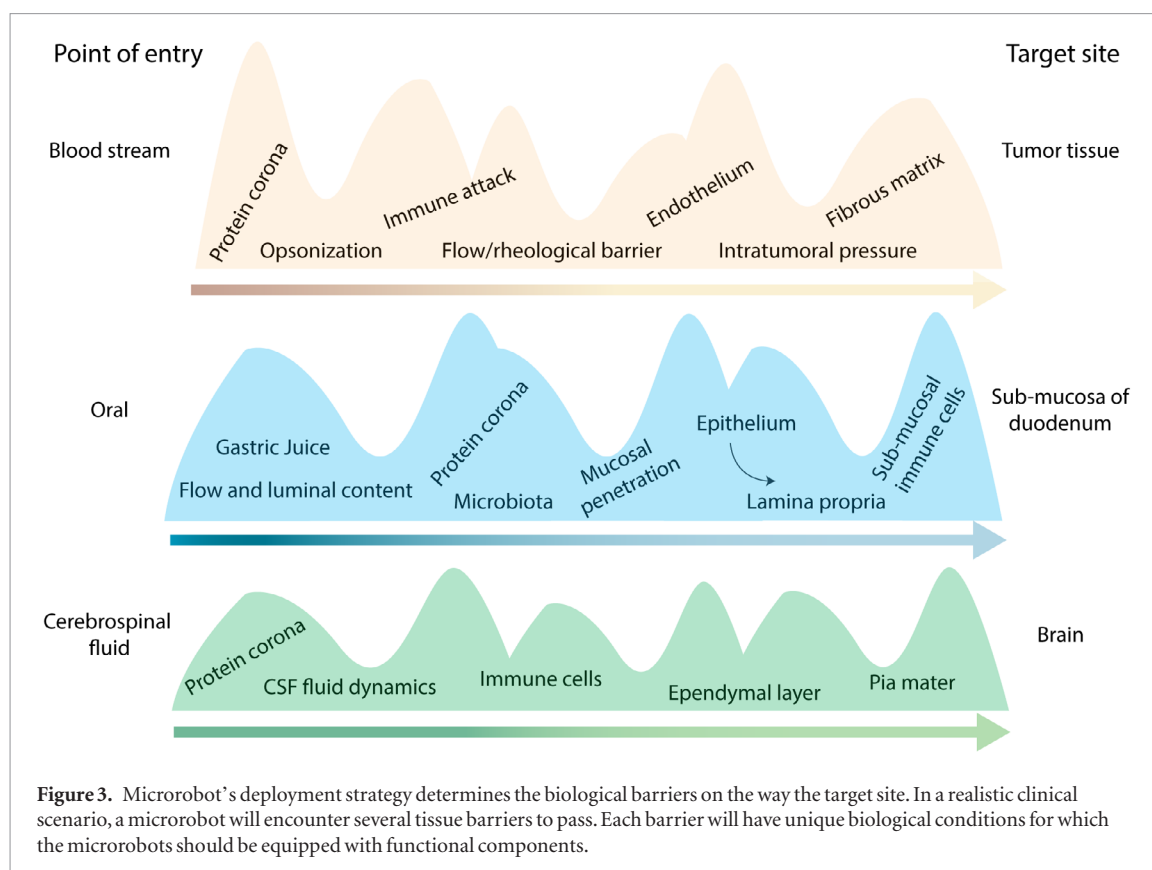 Point of entry
Target site
Blood stream
Protein corona
Opsonization
Immune attack
Flow/rheological barrier
Endothelium
Intratumoral pressure
Fibrous matrix
Tumor tissue
Oral
Gastric Juice
Flow and luminal content
Protein corona
Microbiota
Mucosal
penetration
Epithelium
Lamina propria
Sub-mucosal
immune cells
Sub-mucosa of
duodenum
Cerebrospinal
fluid
Protein corona
CSF fluid dynamics
Immune cells
Ependymal layer
Pia mater
Brain
Figure 3. Microrobot's deployment strategy determines the biological barriers on the way the target site. In a realistic clinical
scenario, a microrobot will encounter several tissue barriers to pass. Each barrier will have unique biological conditions for which
the microrobots should be equipped with functional components.